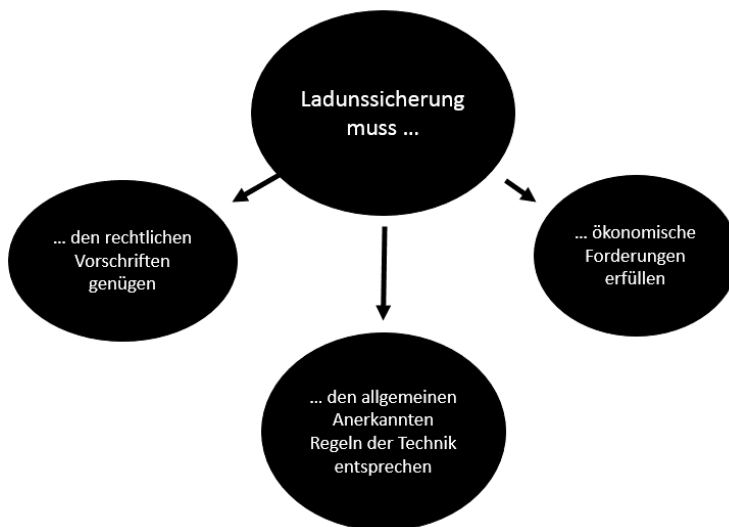 Ladunssicherung
muss ...
... den rechtlichen
Vorschriften
genügen
... ökonomische
Forderungen
erfüllen
... den allgemeinen
Anerkannten
Regeln der Technik
entsprechen